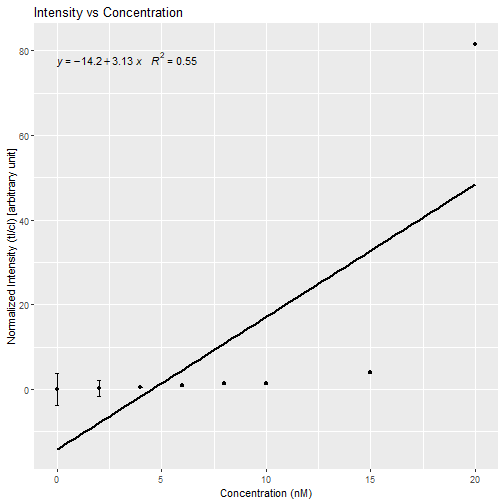 Intensity vs Concentration
y = −14.2 + 3.13 x   R² = 0.55
80
60
40
20
0
Normalized Intensity (tl/cl) [arbitrary unit]
0 5 10 15 20
Concentration (nM)